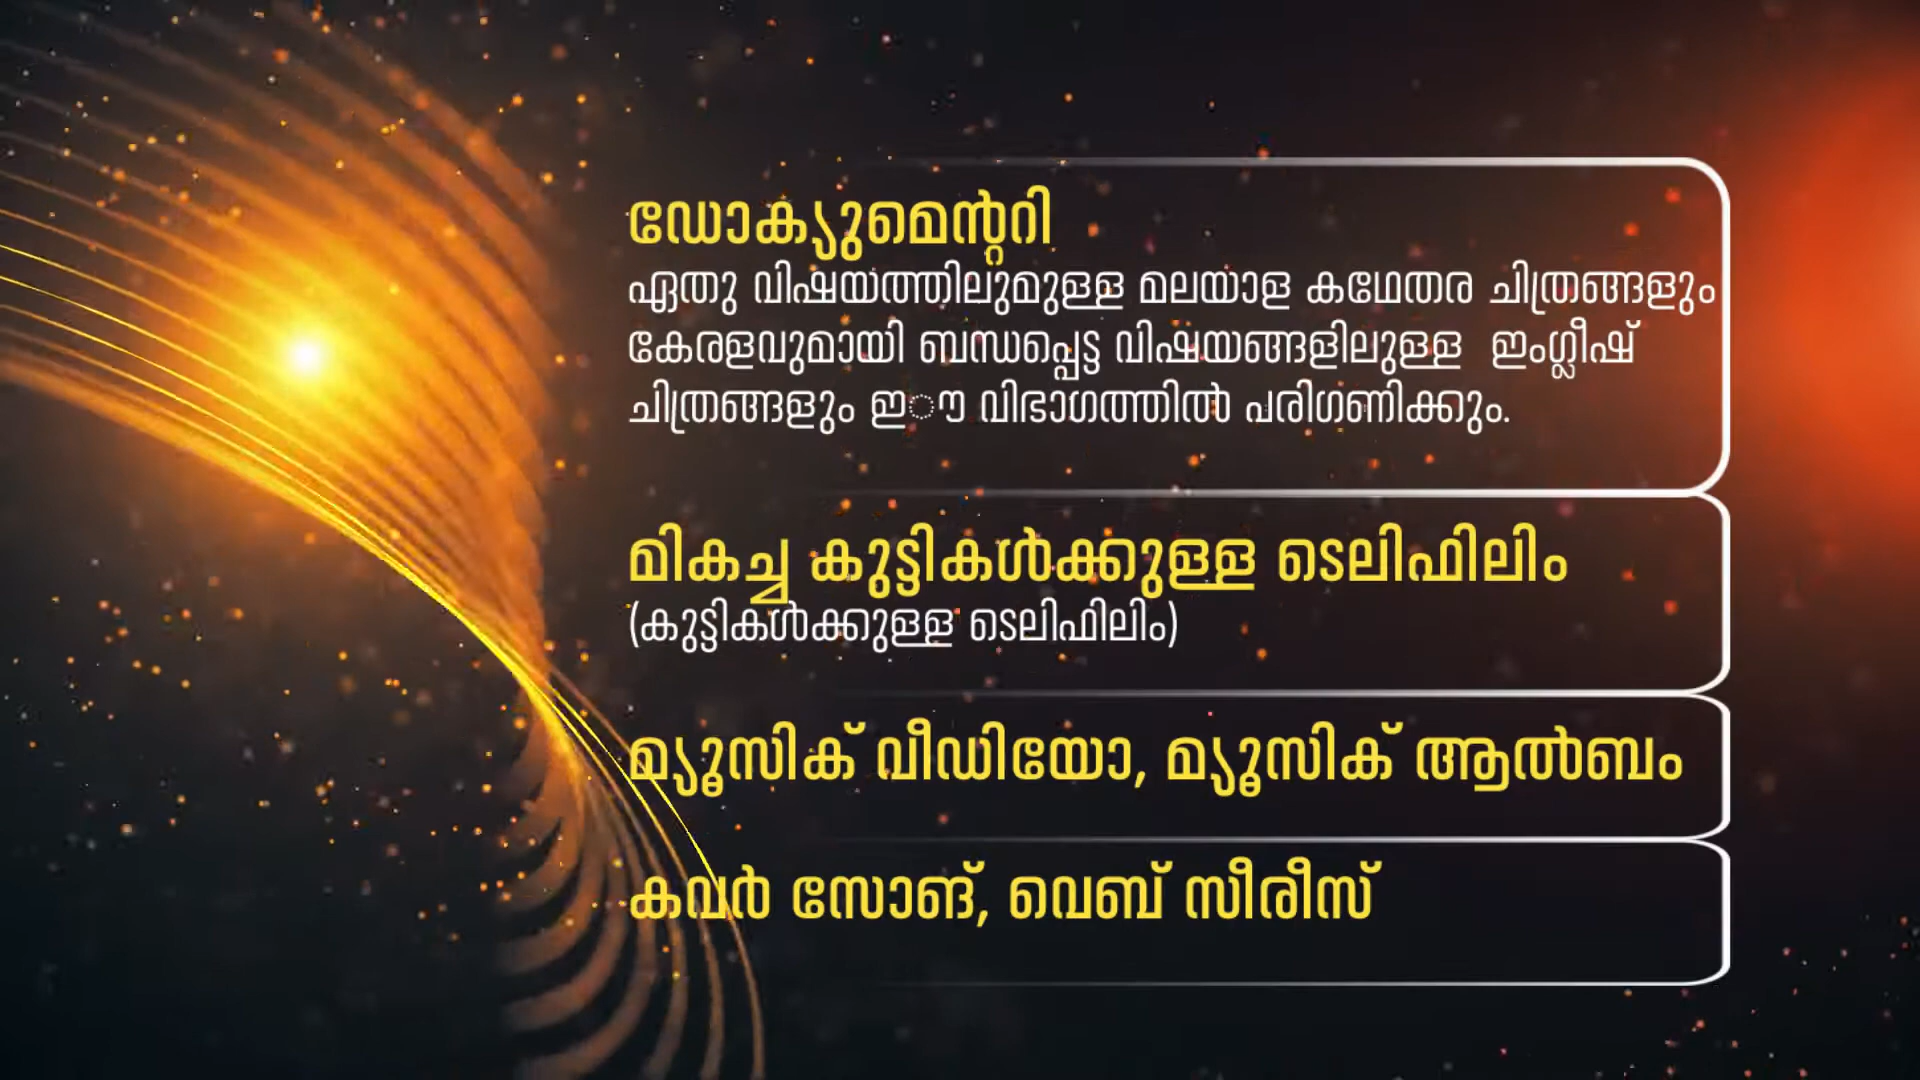 ഡോക്യുമെന്ററി
ഏതു വിഷയത്തിലുമുള്ള മലയാള കഥേതര ചിത്രങ്ങളും
കേരളവുമായി ബന്ധപ്പെട്ട വിഷയങ്ങളിലുള്ള ഇംഗ്ലീഷ്
ചിത്രങ്ങളും ഇൗ വിഭാഗത്തിൽ പരിഗണിക്കും.
മികച്ച കുട്ടികൾക്കുള്ള ടെലിഫിലിം
(കുട്ടികൾക്കുള്ള ടെലിഫിലിം)
മ്യൂസിക് വീഡിയോ, മ്യൂസിക് ആൽബം
കവർ സോങ്, വെബ് സീരീസ്